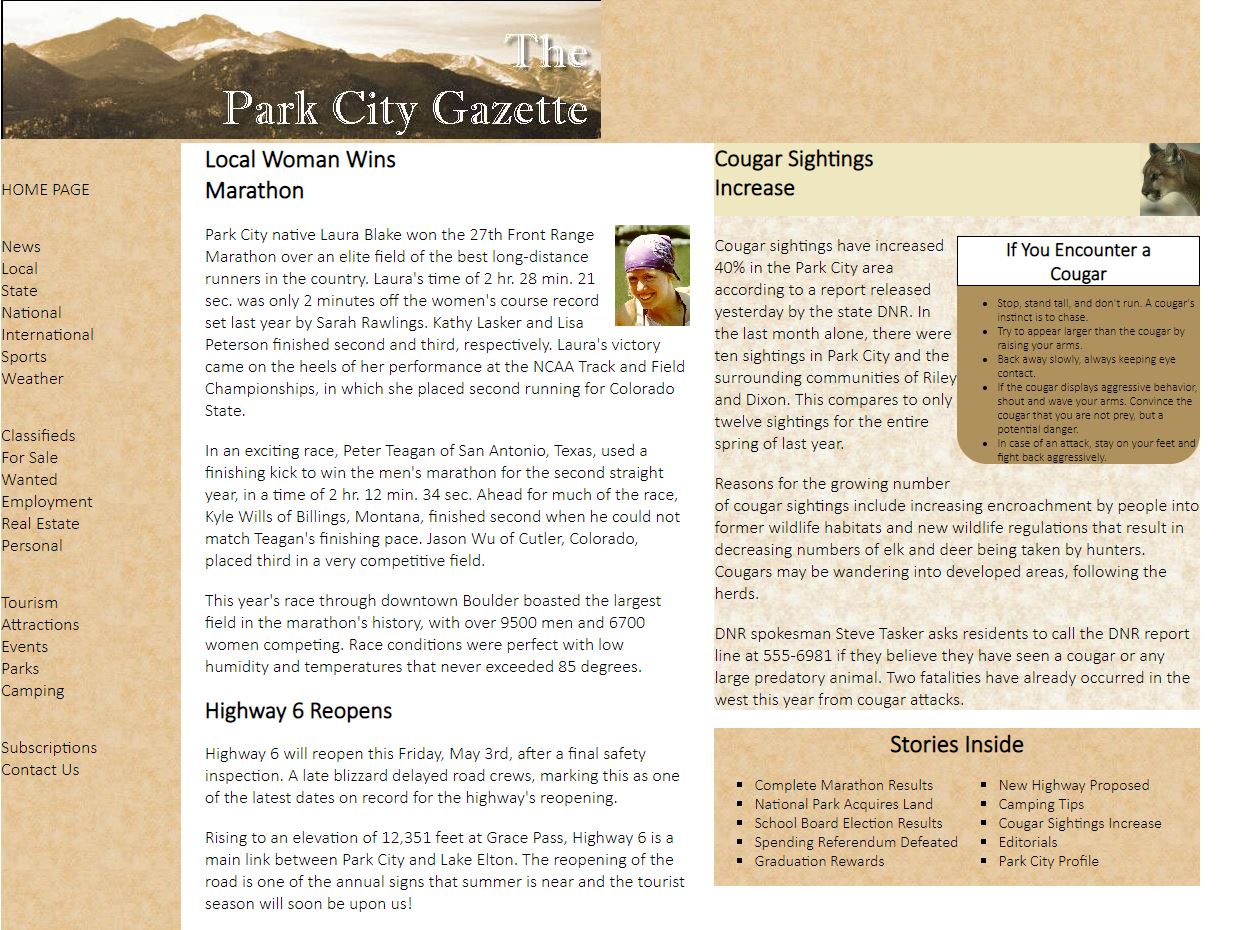 The
Park City Gazette
HOME PAGE
News
Local
State
National
International
Sports
Weather
Classifieds
For Sale
Wanted
Employment
Real Estate
Personal
Tourism
Attractions
Events
Parks
Camping
Subscriptions
Contact Us
Local Woman Wins
Marathon
Park City native Laura Blake won the 27th Front Range
Marathon over an elite field of the best long-distance
runners in the country. Laura's time of 2 hr. 28 min. 21
sec. was only 2 minutes off the women's course record
set last year by Sarah Rawlings. Kathy Lasker and Lisa
Peterson finished second and third, respectively. Laura's victory
came on the heels of her performance at the NCAA Track and Field
Championships, in which she placed second running for Colorado
State.
In an exciting race, Peter Teagan of San Antonio, Texas, used a
finishing kick to win the men's marathon for the second straight
year, in a time of 2 hr. 12 min. 34 sec. Ahead for much of the race,
Kyle Wills of Billings, Montana, finished second when he could not
match Teagan's finishing pace. Jason Wu of Cutler, Colorado,
placed third in a very competitive field.
This year's race through downtown Boulder boasted the largest
field in the marathon's history, with over 9500 men and 6700
women competing. Race conditions were perfect with low
humidity and temperatures that never exceeded 85 degrees.
Highway 6 Reopens
Highway 6 will reopen this Friday, May 3rd, after a final safety
inspection. A late blizzard delayed road crews, marking this as one
of the latest dates on record for the highway's reopening.
Rising to an elevation of 12,351 feet at Grace Pass, Highway 6 is a
main link between Park City and Lake Elton. The reopening of the
road is one of the annual signs that summer is near and the tourist
season will soon be upon us!
Cougar Sightings
Increase
Cougar sightings have increased
40% in the Park City area
according to a report released
yesterday by the state DNR. In
the last month alone, there were
ten sightings in Park City and the
surrounding communities of Riley
and Dixon. This compares to only
twelve sightings for the entire
spring of last year.
If You Encounter a
Cougar
Stop, stand tall, and don't run. A cougar's
instinct is to chase.
Try to appear larger than the cougar by
raising your arms.
Back away slowly, always keeping eye
contact.
If the cougar displays aggressive behavior,
shout and wave your arms. Convince the
cougar that you are not prey, but a
potential danger.
In case of an attack, stay on your feet and
fight back aggressively.
Reasons for the growing number
of cougar sightings include increasing encroachment by people into
former wildlife habitats and new wildlife regulations that result in
decreasing numbers of elk and deer being taken by hunters.
Cougars may be wandering into developed areas, following the
herds.
DNR spokesman Steve Tasker asks residents to call the DNR report
line at 555-6981 if they believe they have seen a cougar or any
large predatory animal. Two fatalities have already occurred in the
west this year from cougar attacks.
Stories Inside
Complete Marathon Results
National Park Acquires Land
School Board Election Results
Spending Referendum Defeated
Graduation Rewards
New Highway Proposed
Camping Tips
Cougar Sightings Increase
Editorials
Park City Profile